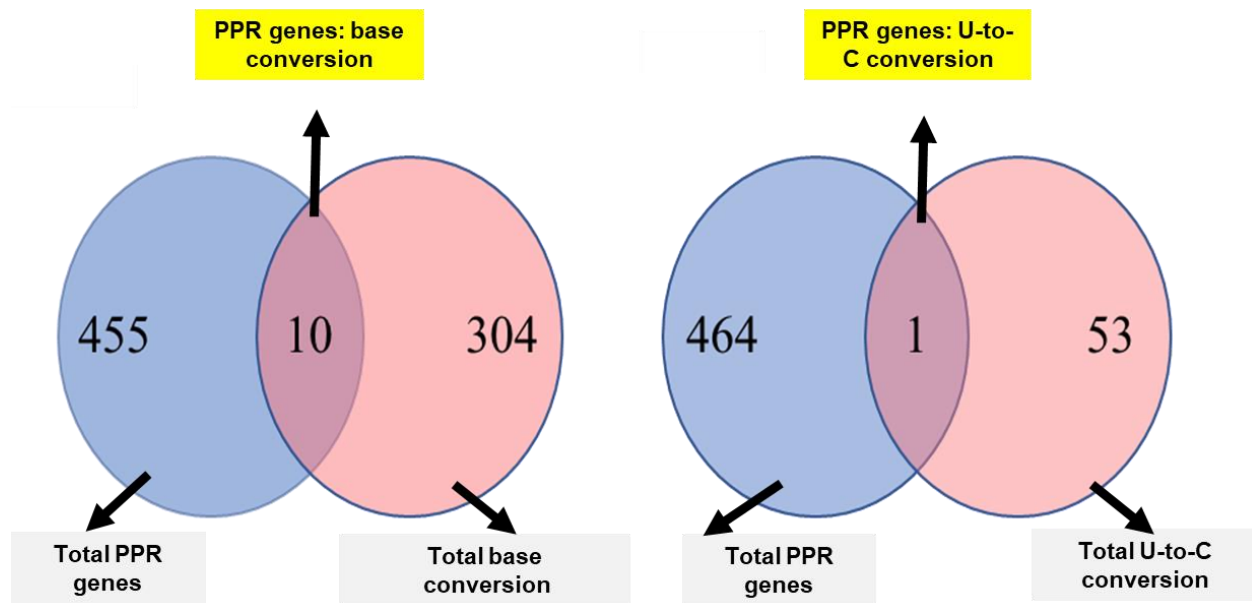 PPR genes: base
conversion
PPR genes: U-to-
C conversion
455
10
304
464
1
53
Total PPR
genes
Total base
conversion
Total PPR
genes
Total U-to-C
conversion